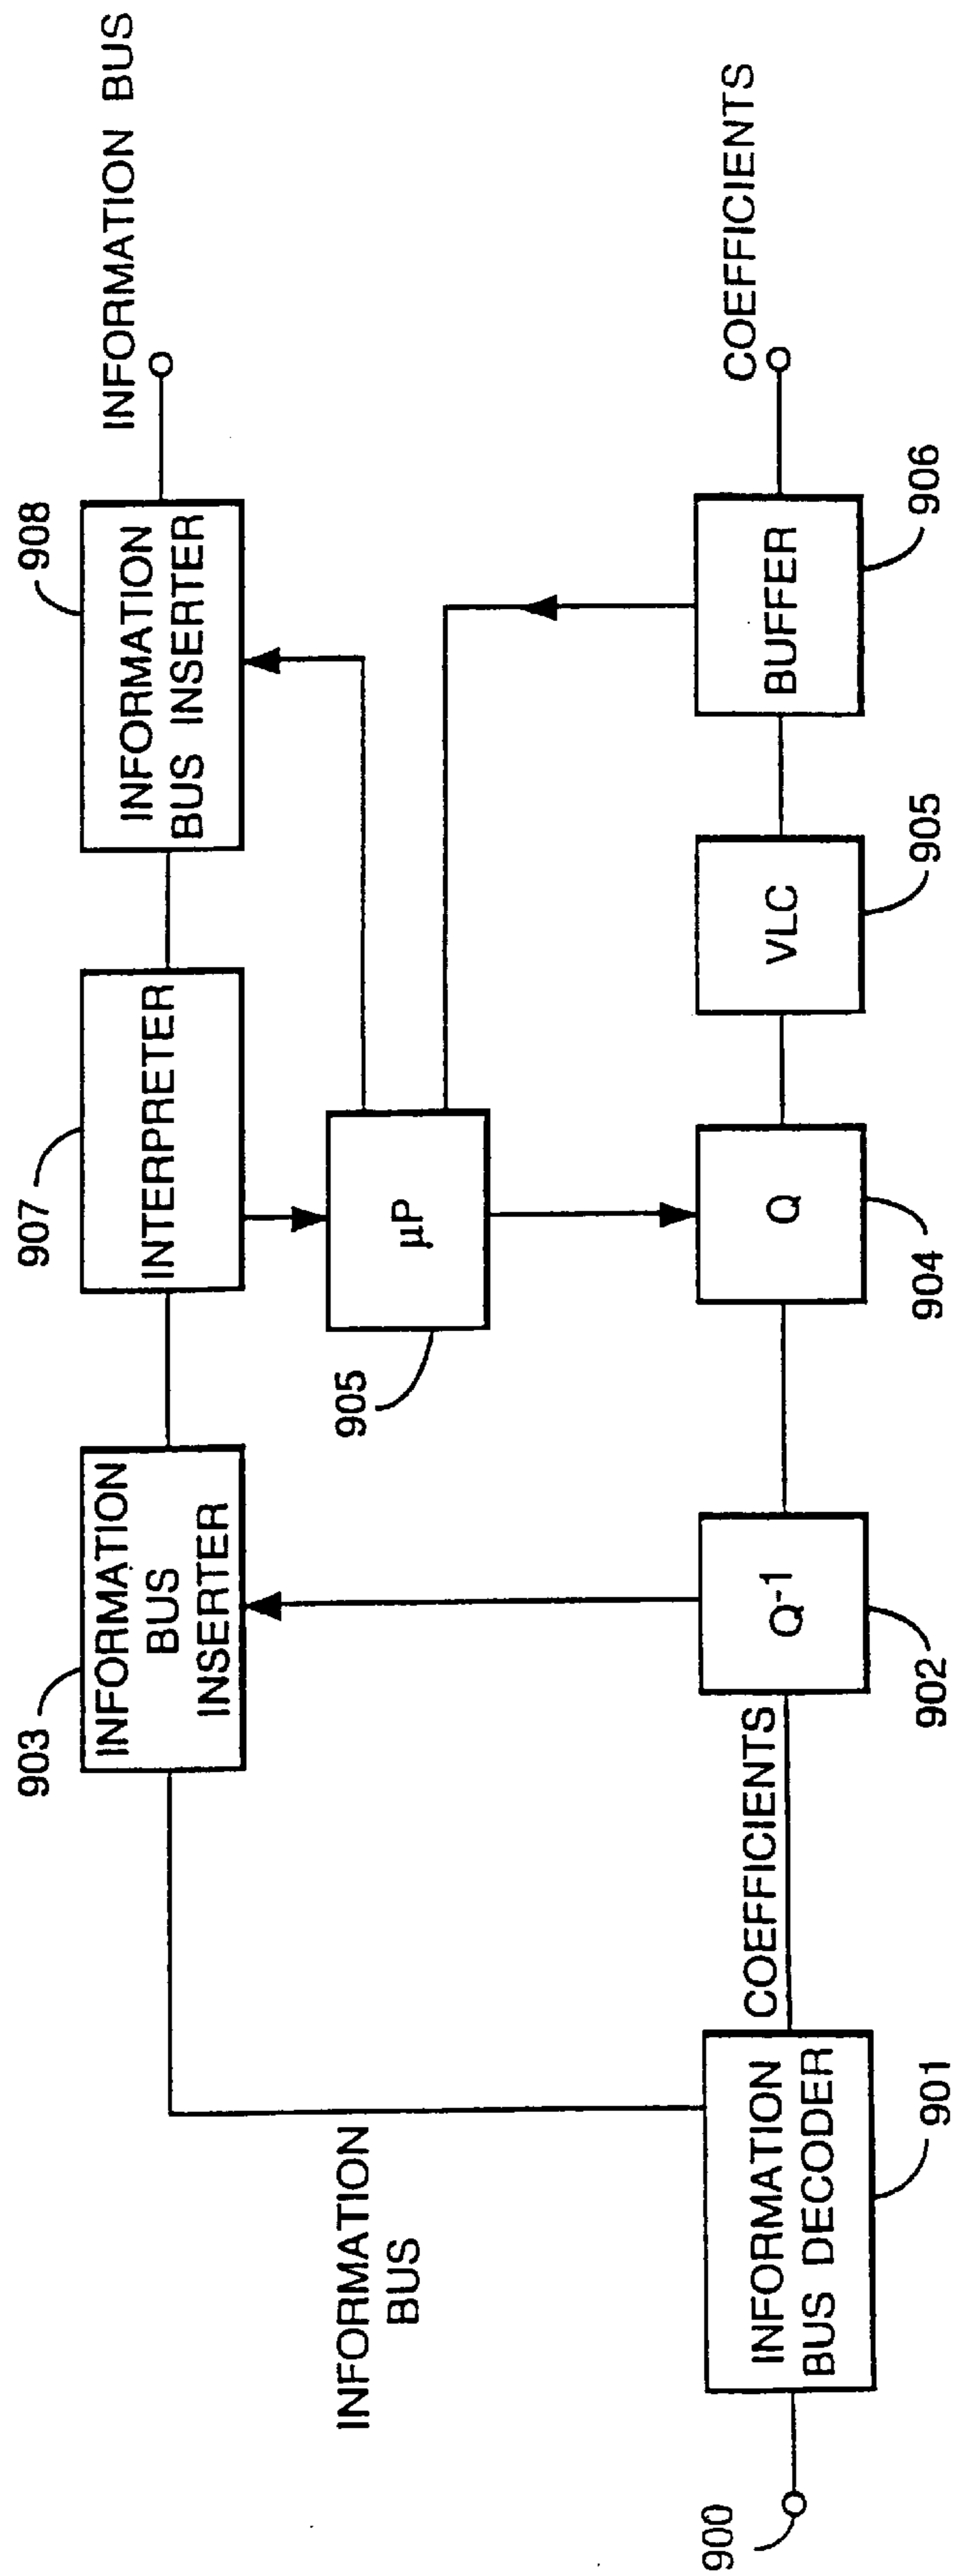 INFORMATION BUS
908
INFORMATION
BUS INSERTER
907
INTERPRETER
903
INFORMATION
BUS
INSERTER
905
µP
INFORMATION
BUS
COEFFICIENTS
906
BUFFER
905
VLC
904
Q
902
Q-1
COEFFICIENTS
901
INFORMATION
BUS DECODER
900